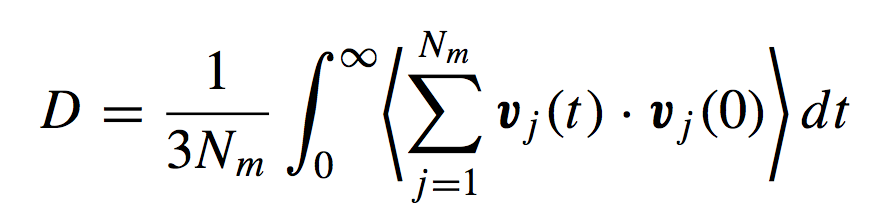 D = \frac{1}{3N_m} \int_0^\infty \left\langle \sum_{j=1}^{N_m} \boldsymbol{v}_j(t) \cdot \boldsymbol{v}_j(0) \right\rangle dt